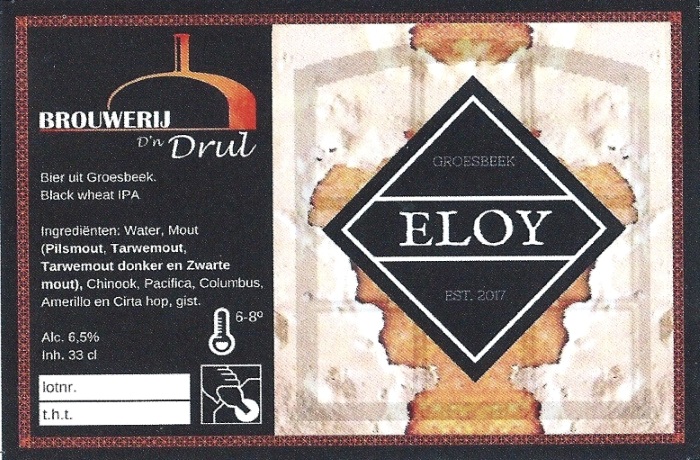 BROUWERIJ
D'n Drul
Bier uit Groesbeek.
Black wheat IPA
Ingrediënten: Water, Mout
(Pilsmout, Tarwemout,
Tarwemout donker en Zwarte
mout), Chinook, Pacifica, Columbus,
Amerillo en Cirta hop, gist.
6-8º
Alc. 6,5%
Inh. 33 cl
lotnr.
t.h.t.
GROESBEEK
ELOY
EST. 2017